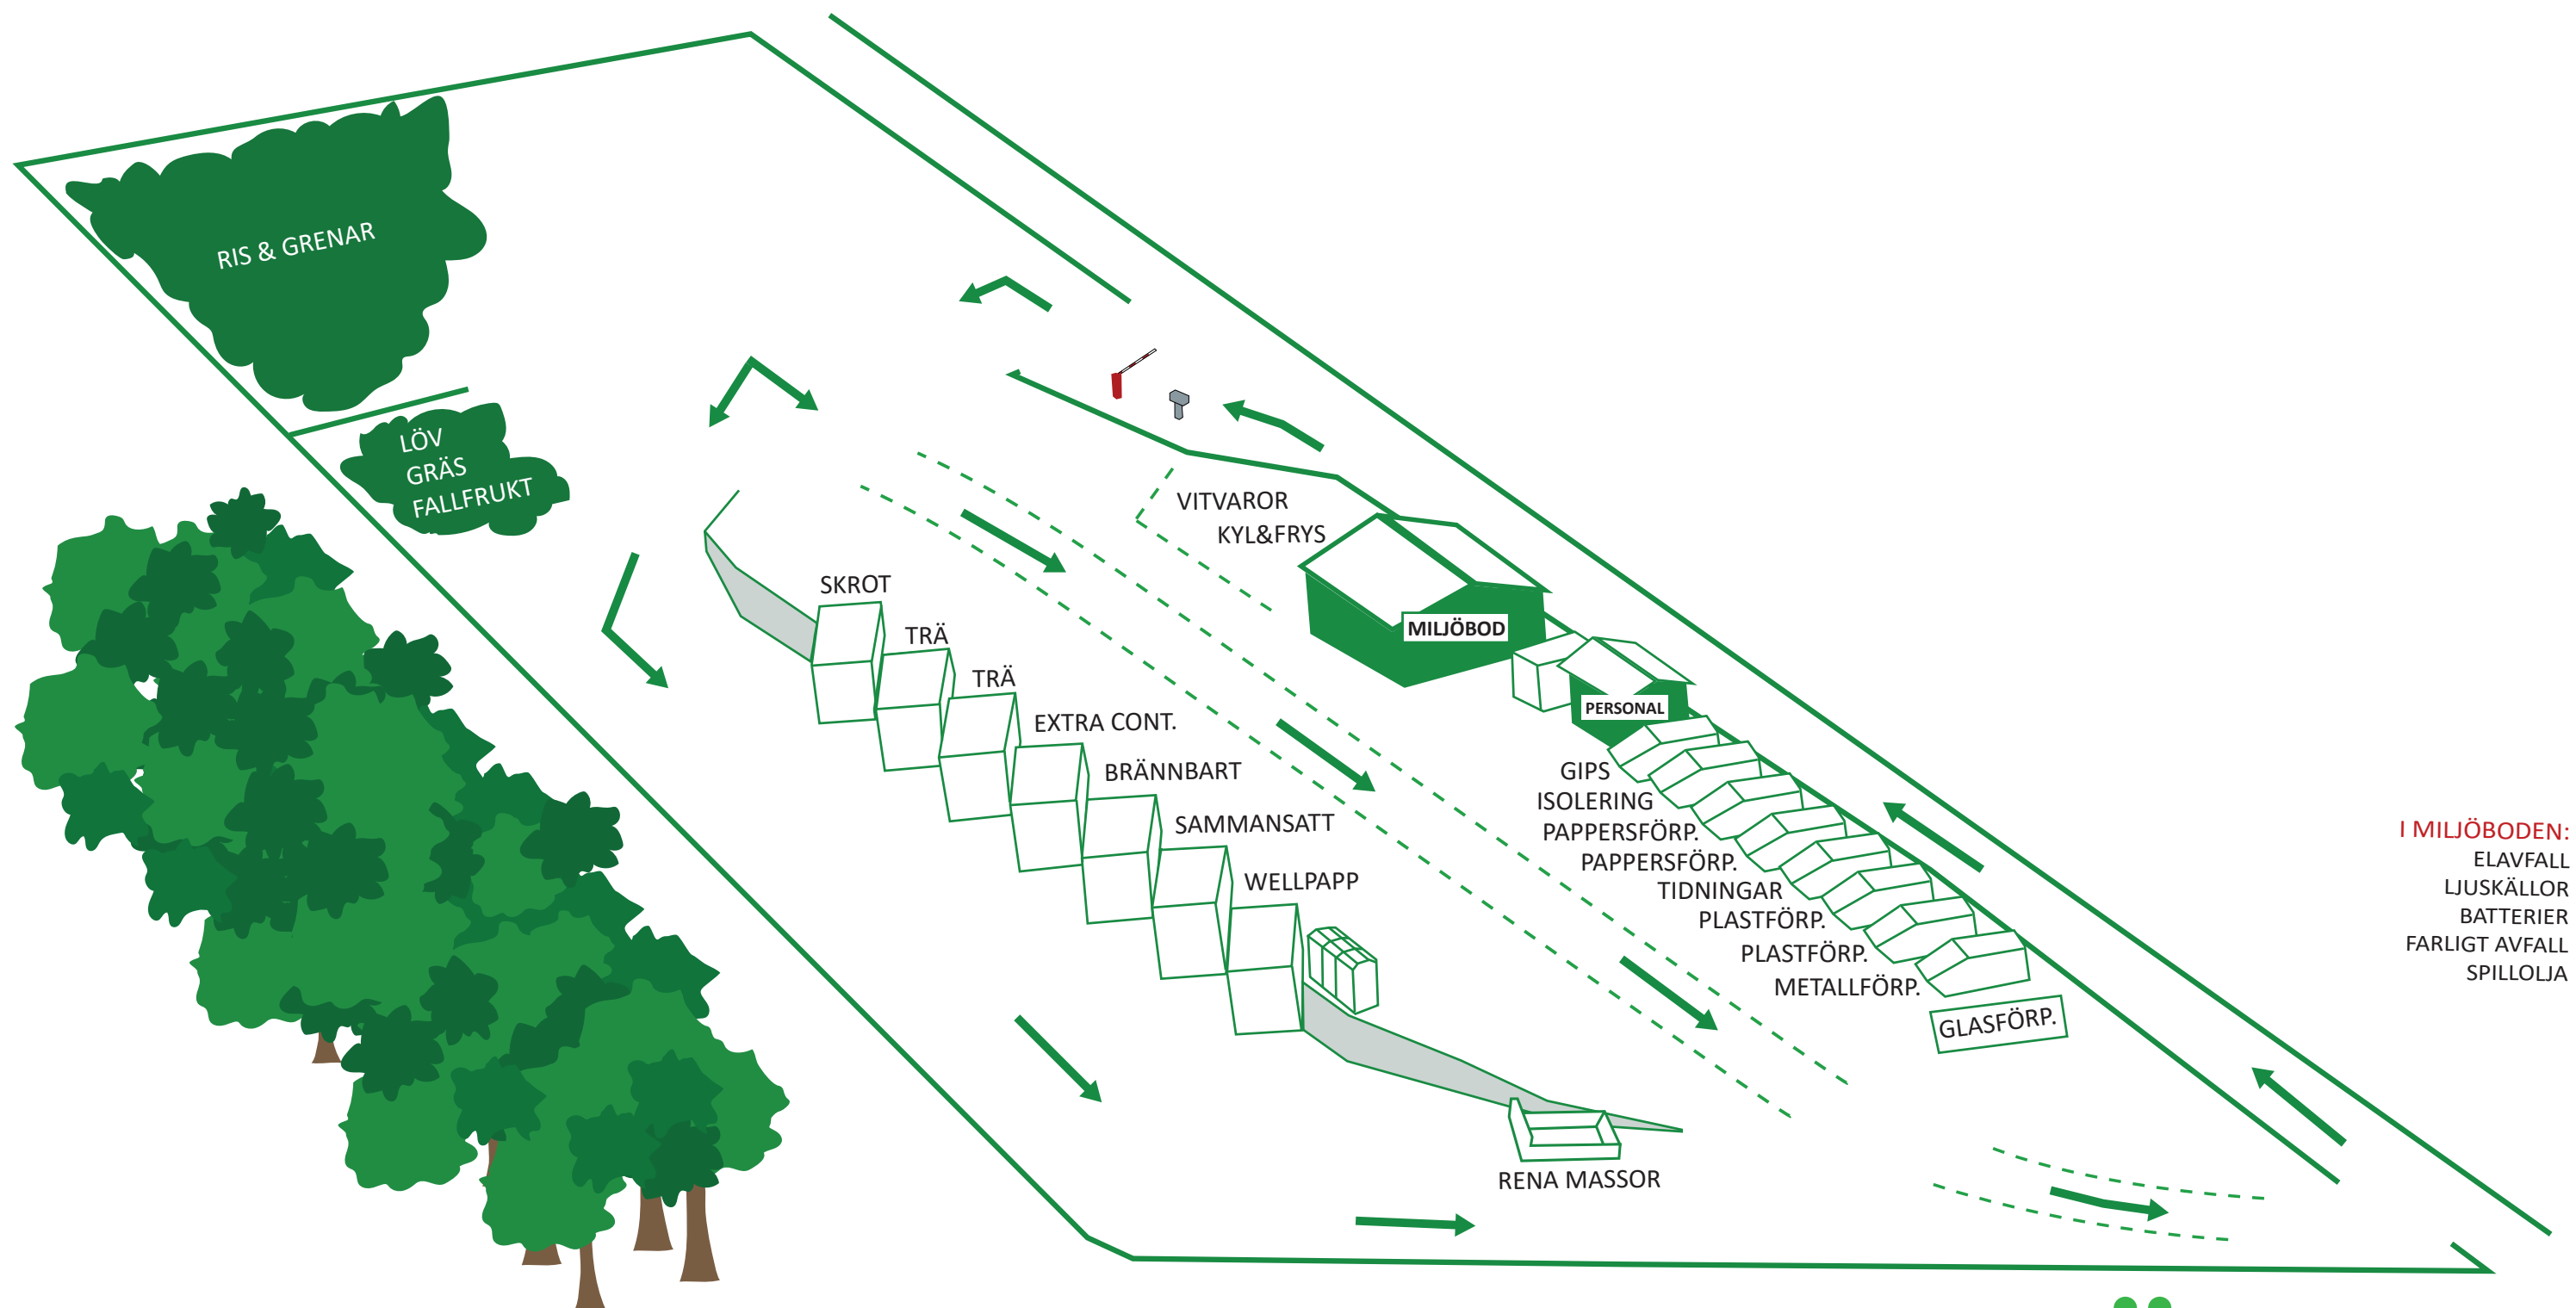 RIS & GRENAR
LÖV
GRÄS
FALLFRUKT
VITVAROR
KYL&FRYS
MILJÖBOD
PERSONAL
SKROT
TRÄ
TRÄ
EXTRA CONT.
BRÄNNBART
SAMMANSATT
WELLPAPP
GIPS
ISOLERING
PAPPERSFÖRP.
PAPPERSFÖRP.
TIDNINGAR
PLASTFÖRP.
PLASTFÖRP.
METALLFÖRP.
GLASFÖRP.
RENA MASSOR
I MILJÖBODEN:
ELAVFALL
LJUSKÄLLOR
BATTERIER
FARLIGT AVFALL
SPILLOLJA